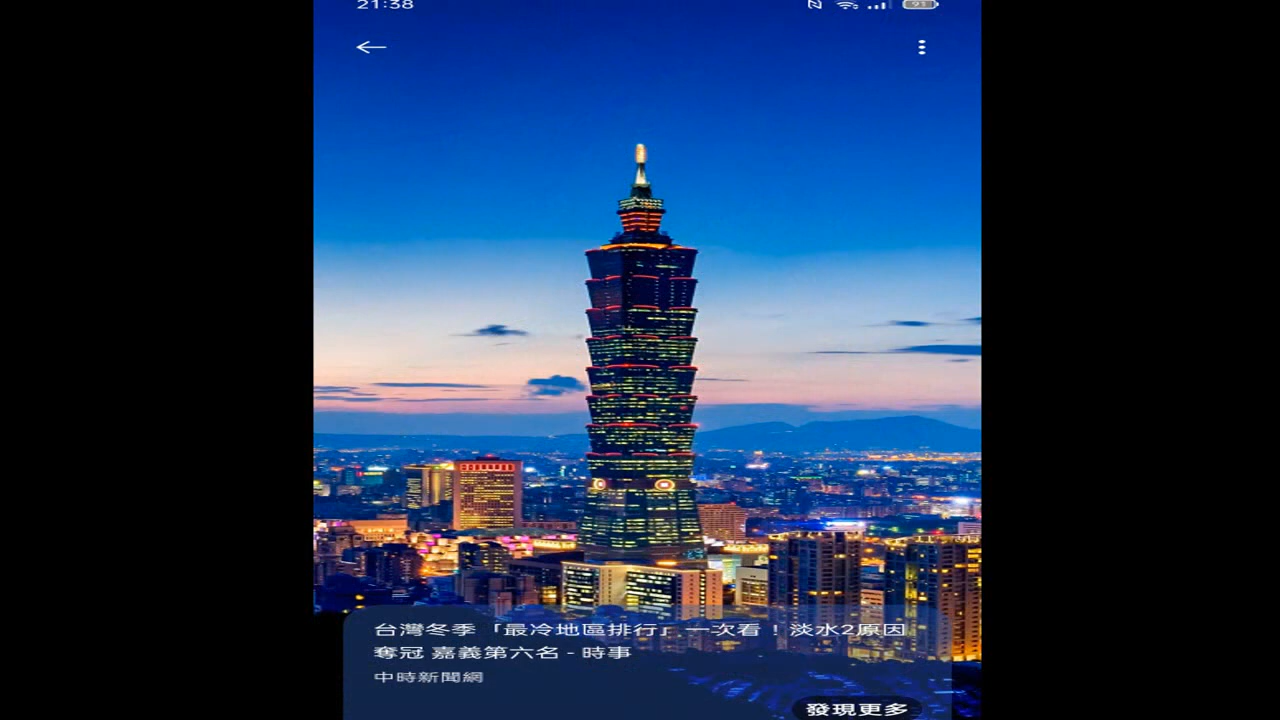 21:38
93
台灣冬季「最冷地區排行」一次看！淡水2原因
奪冠 嘉義第六名 - 時事
中時新聞網
發現更多